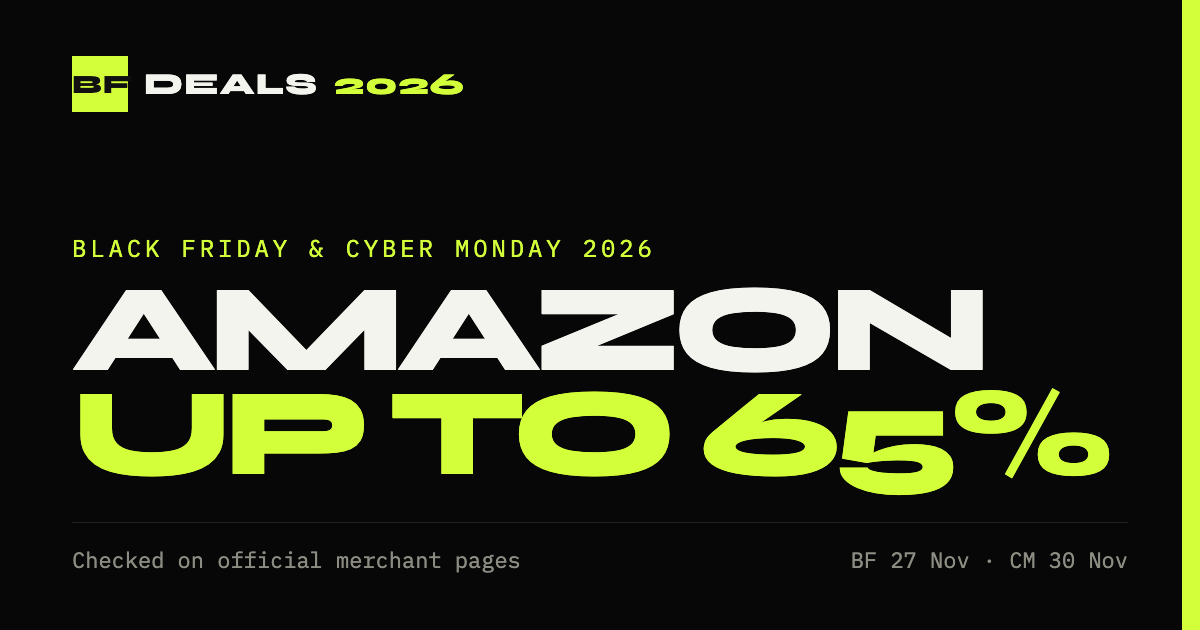 BF DEALS 2026
BLACK FRIDAY & CYBER MONDAY 2026
AMAZON
UP TO 65%
Checked on official merchant pages
BF 27 Nov · CM 30 Nov